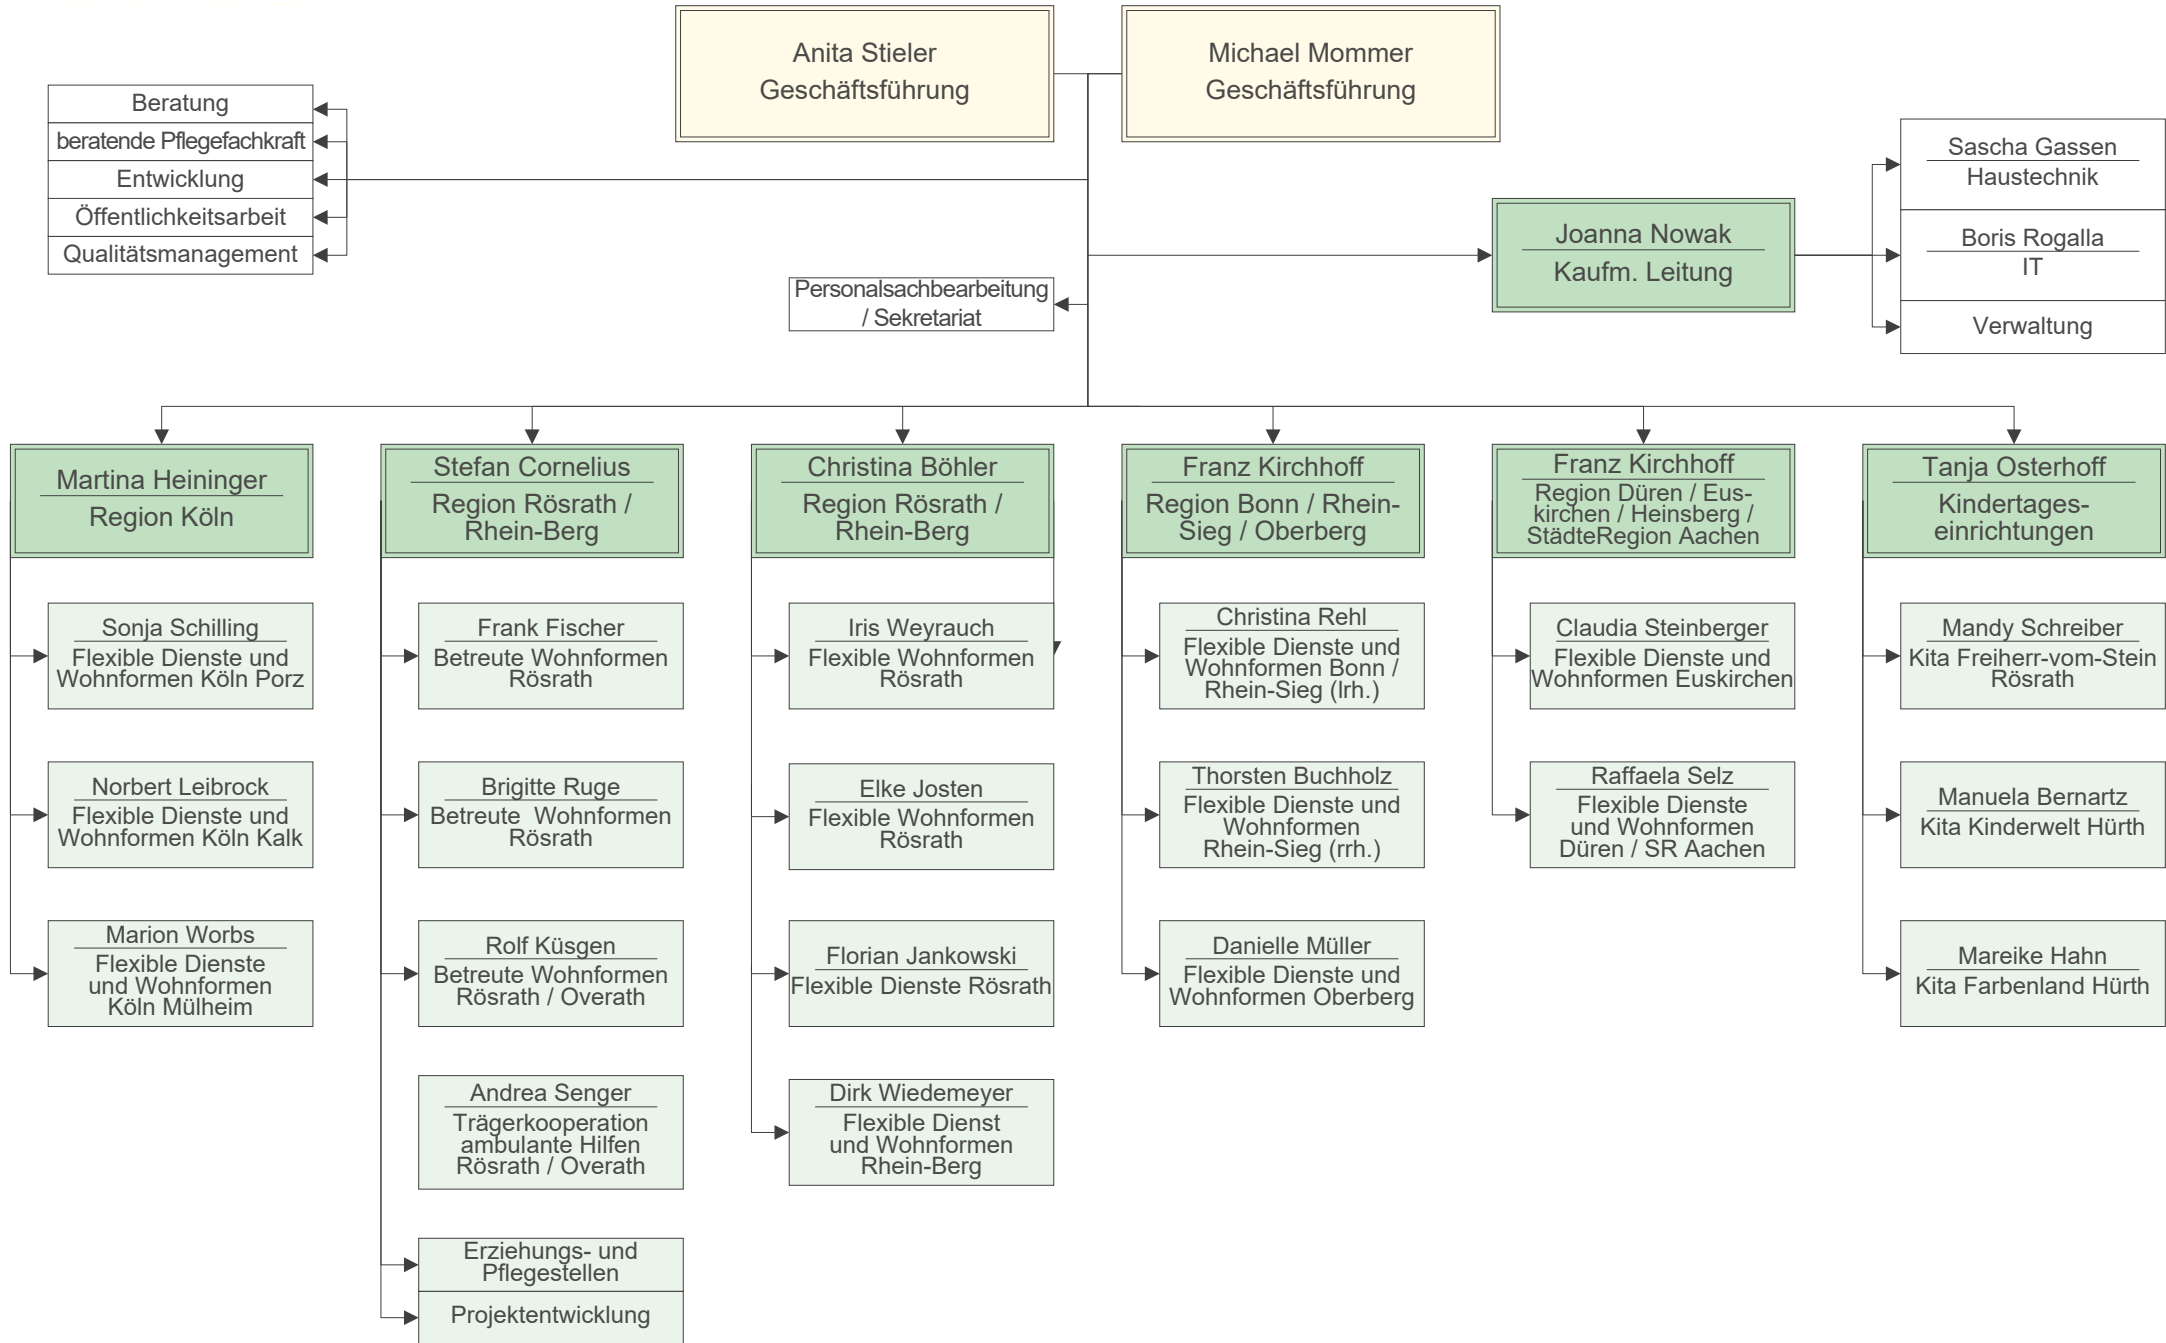 Anita Stieler
Geschäftsführung
Michael Mommer
Geschäftsführung
Beratung
beratende Pflegefachkraft
Entwicklung
Öffentlichkeitsarbeit
Qualitätsmanagement
Joanna Nowak
Kaufm. Leitung
Sascha Gassen
Haustechnik
Boris Rogalla
IT
Verwaltung
Personalsachbearbeitung
/ Sekretariat
Martina Heininger
Region Köln
Sonja Schilling
Flexible Dienste und
Wohnformen Köln Porz
Norbert Leibrock
Flexible Dienste und
Wohnformen Köln Kalk
Marion Worbs
Flexible Dienste
und Wohnformen
Köln Mülheim
Stefan Cornelius
Region Rösrath /
Rhein-Berg
Frank Fischer
Betreute Wohnformen
Rösrath
Brigitte Ruge
Betreute  Wohnformen
Rösrath
Rolf Küsgen
Betreute Wohnformen
Rösrath / Overath
Andrea Senger
Trägerkooperation
ambulante Hilfen
Rösrath / Overath
Erziehungs- und
Pflegestellen
Projektentwicklung
Christina Böhler
Region Rösrath /
Rhein-Berg
Iris Weyrauch
Flexible Wohnformen
Rösrath
Elke Josten
Flexible Wohnformen
Rösrath
Florian Jankowski
Flexible Dienste Rösrath
Dirk Wiedemeyer
Flexible Dienst
und Wohnformen
Rhein-Berg
Franz Kirchhoff
Region Bonn / Rhein-
Sieg / Oberberg
Christina Rehl
Flexible Dienste und
Wohnformen Bonn /
Rhein-Sieg (lrh.)
Thorsten Buchholz
Flexible Dienste und
Wohnformen
Rhein-Sieg (rrh.)
Danielle Müller
Flexible Dienste und
Wohnformen Oberberg
Franz Kirchhoff
Region Düren / Eus-
kirchen / Heinsberg /
StädteRegion Aachen
Claudia Steinberger
Flexible Dienste und
Wohnformen Euskirchen
Raffaela Selz
Flexible Dienste
und Wohnformen
Düren / SR Aachen
Tanja Osterhoff
Kindertages-
einrichtungen
Mandy Schreiber
Kita Freiherr-vom-Stein
Rösrath
Manuela Bernartz
Kita Kinderwelt Hürth
Mareike Hahn
Kita Farbenland Hürth